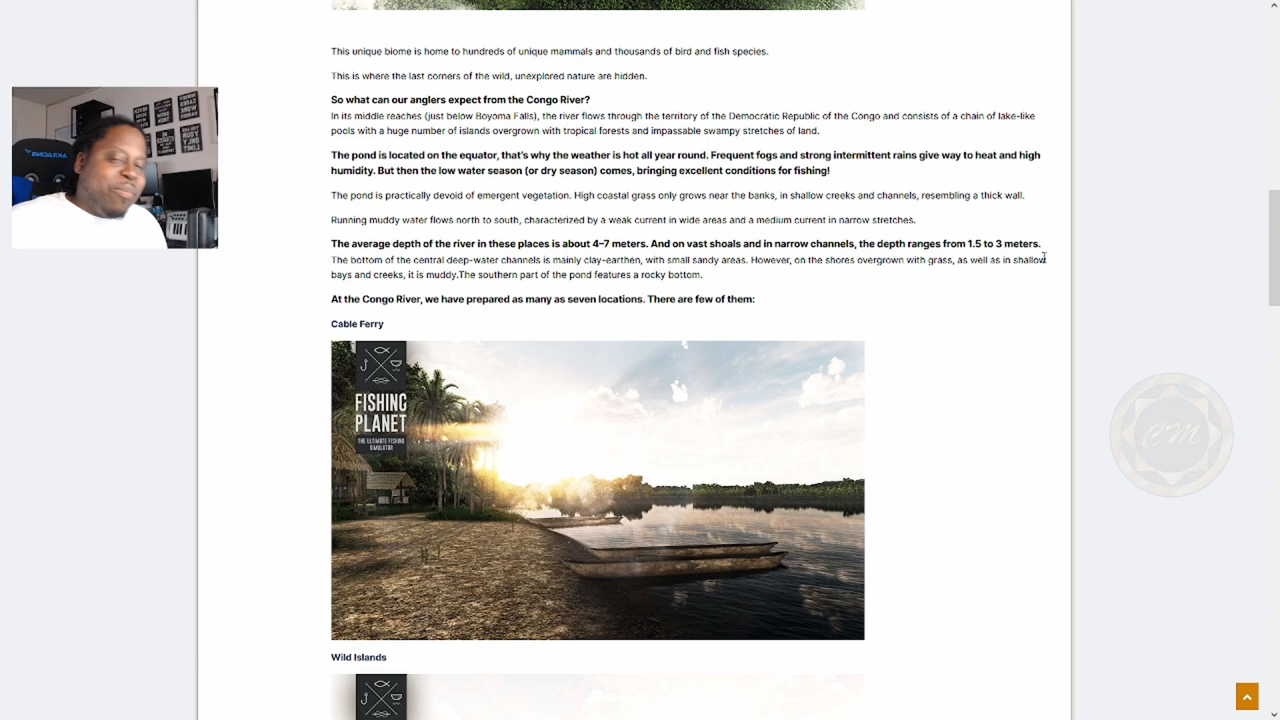 This unique biome is home to hundreds of unique mammals and thousands of bird and fish species.
This is where the last corners of the wild, unexplored nature are hidden.
So what can our anglers expect from the Congo River?
In its middle reaches (just below Boyoma Falls), the river flows through the territory of the Democratic Republic of the Congo and consists of a chain of lake-like
pools with a huge number of islands overgrown with tropical forests and impassable swampy stretches of land.
The pond is located on the equator, that's why the weather is hot all year round. Frequent fogs and strong intermittent rains give way to heat and high
humidity. But then the low water season (or dry season) comes, bringing excellent conditions for fishing!
The pond is practically devoid of emergent vegetation. High coastal grass only grows near the banks, in shallow creeks and channels, resembling a thick wall.
Running muddy water flows north to south, characterized by a weak current in wide areas and a medium current in narrow stretches.
The average depth of the river in these places is about 4–7 meters. And on vast shoals and in narrow channels, the depth ranges from 1.5 to 3 meters.
The bottom of the central deep-water channels is mainly clay-earthen, with small sandy areas. However, on the shores overgrown with grass, as well as in shallow
bays and creeks, it is muddy.The southern part of the pond features a rocky bottom.
At the Congo River, we have prepared as many as seven locations. There are few of them:
Cable Ferry
FISHING
PLANET
THE ULTIMATE FISHING
SIMULATOR
Wild Islands
CM